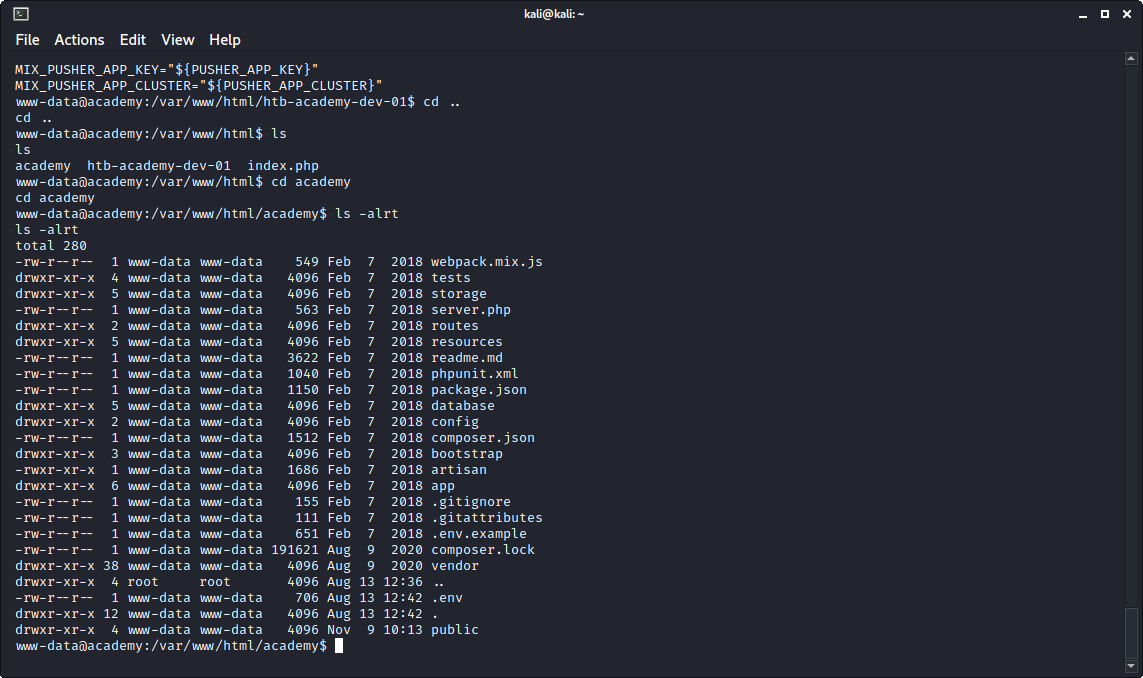 kali@kali: ~
File Actions Edit View Help
MIX_PUSHER_APP_KEY="${PUSHER_APP_KEY}"
MIX_PUSHER_APP_CLUSTER="${PUSHER_APP_CLUSTER}"
www-data@academy:/var/www/html/htb-academy-dev-01$ cd ..
cd ..
www-data@academy:/var/www/html$ ls
ls
academy  htb-academy-dev-01  index.php
www-data@academy:/var/www/html$ cd academy
cd academy
www-data@academy:/var/www/html/academy$ ls -alrt
ls -alrt
total 280
-rw-r--r--  1 www-data www-data    549 Feb  7  2018 webpack.mix.js
drwxr-xr-x  4 www-data www-data   4096 Feb  7  2018 tests
drwxr-xr-x  5 www-data www-data   4096 Feb  7  2018 storage
-rw-r--r--  1 www-data www-data    563 Feb  7  2018 server.php
drwxr-xr-x  2 www-data www-data   4096 Feb  7  2018 routes
drwxr-xr-x  5 www-data www-data   4096 Feb  7  2018 resources
-rw-r--r--  1 www-data www-data   3622 Feb  7  2018 readme.md
-rw-r--r--  1 www-data www-data   1040 Feb  7  2018 phpunit.xml
-rw-r--r--  1 www-data www-data   1150 Feb  7  2018 package.json
drwxr-xr-x  5 www-data www-data   4096 Feb  7  2018 database
drwxr-xr-x  2 www-data www-data   4096 Feb  7  2018 config
-rw-r--r--  1 www-data www-data   1512 Feb  7  2018 composer.json
drwxr-xr-x  3 www-data www-data   4096 Feb  7  2018 bootstrap
-rwxr-xr-x  1 www-data www-data   1686 Feb  7  2018 artisan
drwxr-xr-x  6 www-data www-data   4096 Feb  7  2018 app
-rw-r--r--  1 www-data www-data    155 Feb  7  2018 .gitignore
-rw-r--r--  1 www-data www-data    111 Feb  7  2018 .gitattributes
-rw-r--r--  1 www-data www-data    651 Feb  7  2018 .env.example
-rw-r--r--  1 www-data www-data 191621 Aug  9  2020 composer.lock
drwxr-xr-x 38 www-data www-data   4096 Aug  9  2020 vendor
drwxr-xr-x  4 root     root       4096 Aug 13 12:36 ..
-rw-r--r--  1 www-data www-data    706 Aug 13 12:42 .env
drwxr-xr-x 12 www-data www-data   4096 Aug 13 12:42 .
drwxr-xr-x  4 www-data www-data   4096 Nov  9 10:13 public
www-data@academy:/var/www/html/academy$